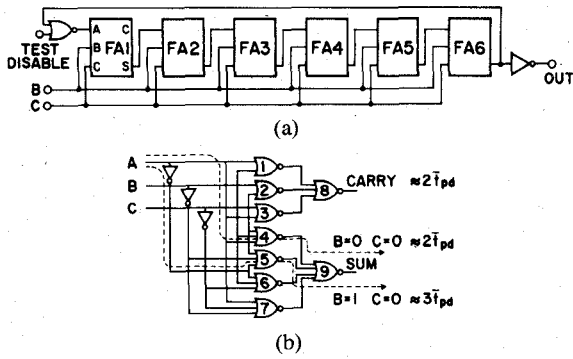 A C
B
C S
FA1 FA2 FA3 FA4 FA5 FA6
TEST
DISABLE
OUT
B
C
(a)
A
B
C
1
2
3
4
5
6
7
8
9
CARRY ≈2t̄pd
B=0 C=0 ≈2t̄pd
SUM
B=1 C=0 ≈3t̄pd
(b)